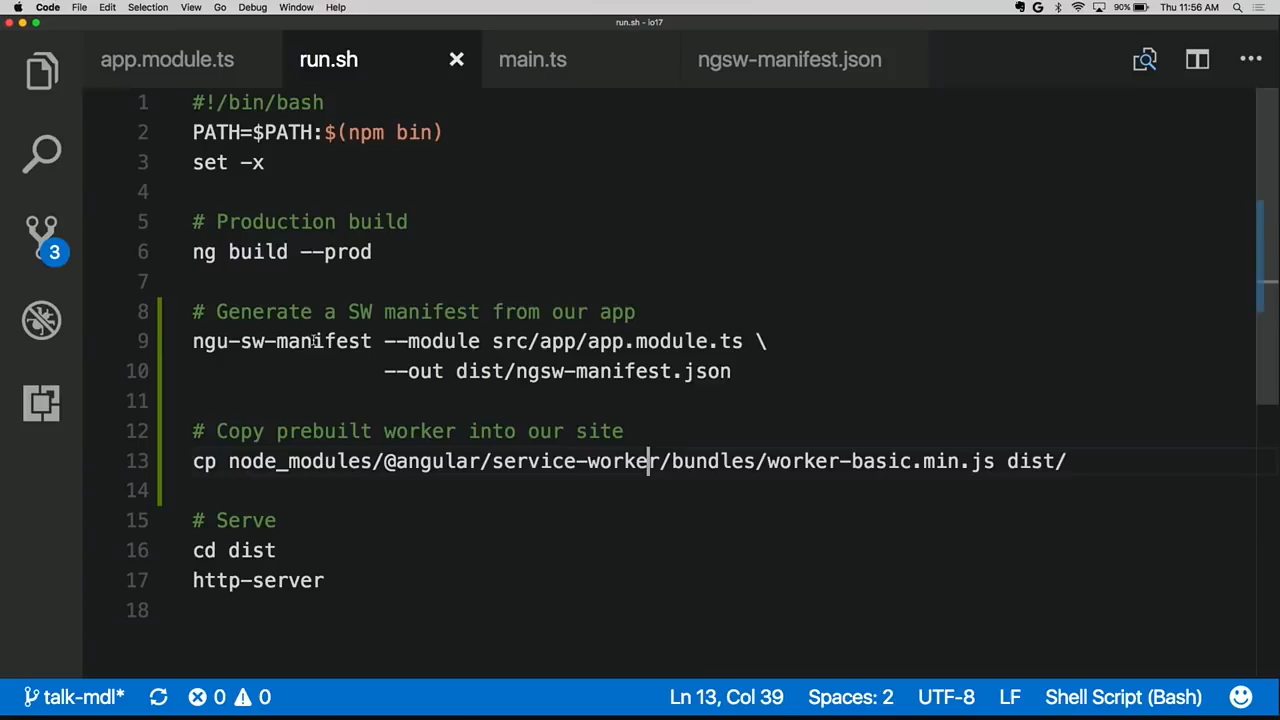 Code File Edit Selection View Go Debug Window Help 90% Thu 11:56 AM
run.sh - io17
app.module.ts run.sh main.ts ngsw-manifest.json
1 #!/bin/bash
2 PATH=$PATH:$(npm bin)
3 set -x
4
5 # Production build
6 ng build --prod
7
8 # Generate a SW manifest from our app
9 ngu-sw-manifest --module src/app/app.module.ts \
10 --out dist/ngsw-manifest.json
11
12 # Copy prebuilt worker into our site
13 cp node_modules/@angular/service-worker/bundles/worker-basic.min.js dist/
14
15 # Serve
16 cd dist
17 http-server
18
3
talk-mdl* 0 0 Ln 13, Col 39 Spaces: 2 UTF-8 LF Shell Script (Bash)